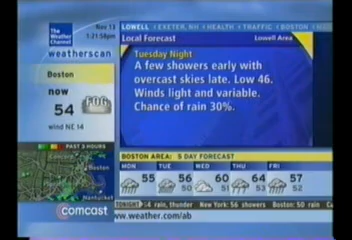 The
Weather
Channel
Nov 13
1:21:58pm
weatherscan
LOWELL EXETER, NH HEALTH TRAFFIC BOSTON
Local Forecast Lowell Area
Boston
now
54 FOG
wind NE 14
Tuesday Night
A few showers early with
overcast skies late. Low 46.
Winds light and variable.
Chance of rain 30%.
PAST 3 HOURS
Concord
Boston
Nantucket
BOSTON AREA: 5 DAY FORECAST
MON 55
TUE 56 50
WED 60 51
THU 64 53
FRI 57 52
TONIGHT 54 rain, thunder New York: 56 showers Boston: 50 rain
comcast
www.weather.com/ab